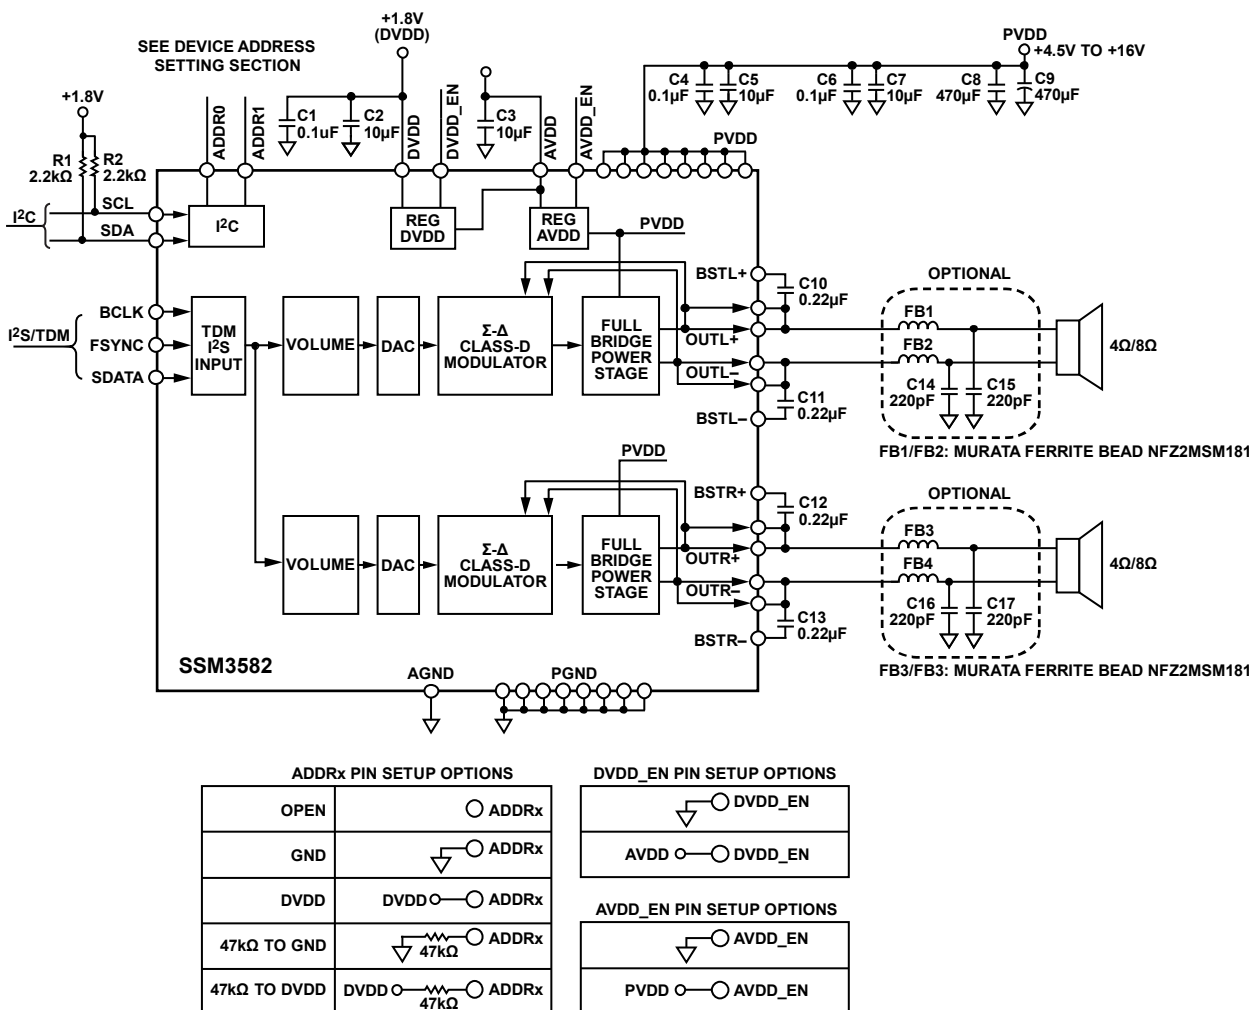 +1.8V
(DVDD)
SEE DEVICE ADDRESS
SETTING SECTION
PVDD
+4.5V TO +16V
+1.8V
ADDR0
ADDR1
C1
0.1uF
C2
10µF
DVDD
DVDD_EN
C3
10µF
AVDD
AVDD_EN
C4
0.1µF
C5
10µF
C6
0.1µF
C7
10µF
C8
470µF
C9
470µF
PVDD
R1
2.2kΩ
R2
2.2kΩ
I²C
SCL
SDA
I²C
REG
DVDD
REG
AVDD
PVDD
I²S/TDM
BCLK
FSYNC
SDATA
TDM
I²S
INPUT
VOLUME
DAC
Σ-Δ
CLASS-D
MODULATOR
FULL
BRIDGE
POWER
STAGE
BSTL+
OUTL+
OUTL–
BSTL–
C10
0.22µF
C11
0.22µF
OPTIONAL
FB1
FB2
C14
220pF
C15
220pF
4Ω/8Ω
FB1/FB2: MURATA FERRITE BEAD NFZ2MSM181
PVDD
VOLUME
DAC
Σ-Δ
CLASS-D
MODULATOR
FULL
BRIDGE
POWER
STAGE
BSTR+
OUTR+
OUTR–
BSTR–
C12
0.22µF
C13
0.22µF
OPTIONAL
FB3
FB4
C16
220pF
C17
220pF
4Ω/8Ω
FB3/FB3: MURATA FERRITE BEAD NFZ2MSM181
SSM3582
AGND
PGND
ADDRx PIN SETUP OPTIONS
OPEN
ADDRx
GND
ADDRx
DVDD
DVDD
ADDRx
47kΩ TO GND
47kΩ
ADDRx
47kΩ TO DVDD
DVDD
47kΩ
ADDRx
DVDD_EN PIN SETUP OPTIONS
DVDD_EN
AVDD
DVDD_EN
AVDD_EN PIN SETUP OPTIONS
AVDD_EN
PVDD
AVDD_EN